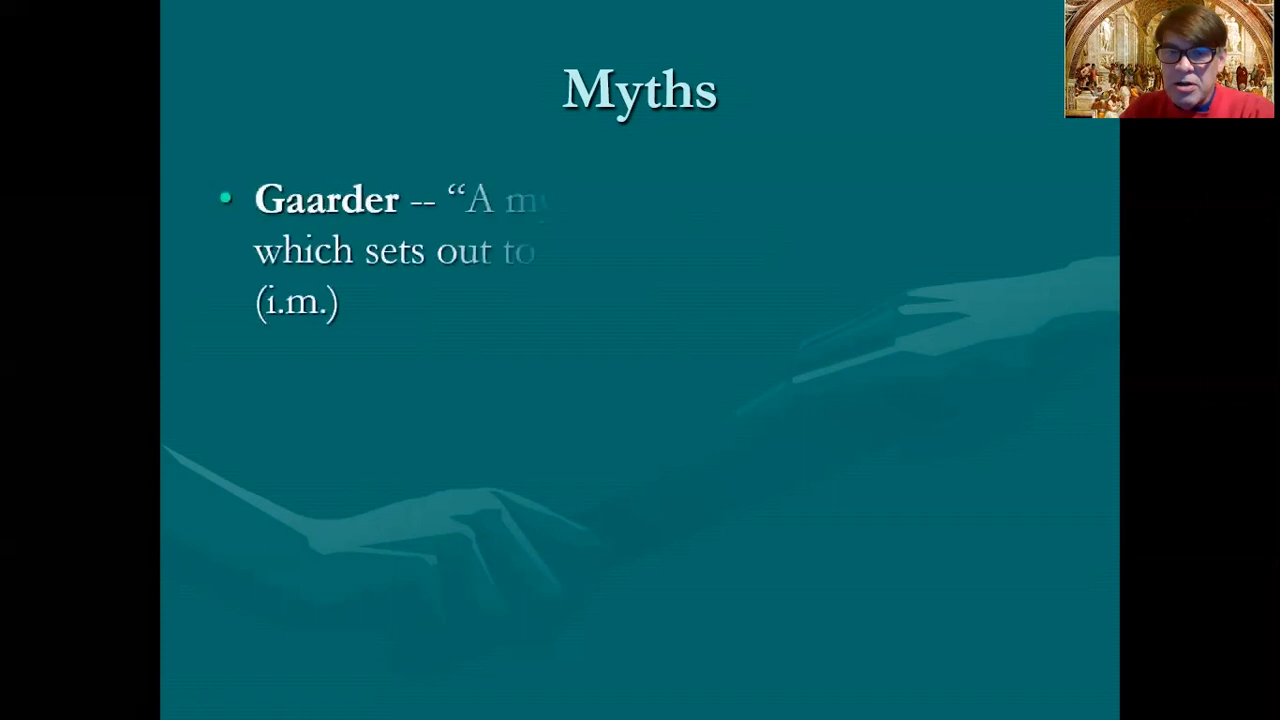 Myths
• Gaarder -- “A
which sets out to
(i.m.)